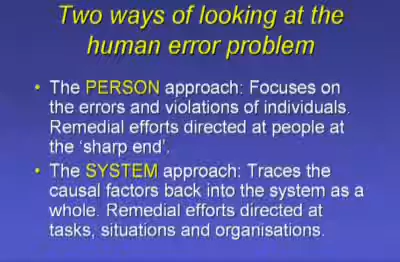 Two ways of looking at the
human error problem
• The PERSON approach: Focuses on
the errors and violations of individuals.
Remedial efforts directed at people at
the 'sharp end'.
• The SYSTEM approach: Traces the
causal factors back into the system as a
whole. Remedial efforts directed at
tasks, situations and organisations.